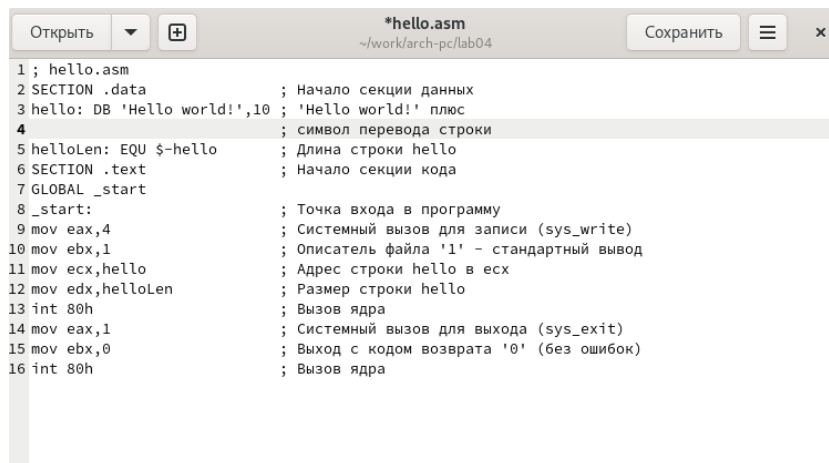 Открыть
*hello.asm
~/work/arch-pc/lab04
Сохранить
1 ; hello.asm
2 SECTION .data ; Начало секции данных
3 hello: DB 'Hello world!',10 ; 'Hello world!' плюс
4 ; символ перевода строки
5 helloLen: EQU $-hello ; Длина строки hello
6 SECTION .text ; Начало секции кода
7 GLOBAL _start
8 _start: ; Точка входа в программу
9 mov eax,4 ; Системный вызов для записи (sys_write)
10 mov ebx,1 ; Описатель файла '1' - стандартный вывод
11 mov ecx,hello ; Адрес строки hello в ecx
12 mov edx,helloLen ; Размер строки hello
13 int 80h ; Вызов ядра
14 mov eax,1 ; Системный вызов для выхода (sys_exit)
15 mov ebx,0 ; Выход с кодом возврата '0' (без ошибок)
16 int 80h ; Вызов ядра